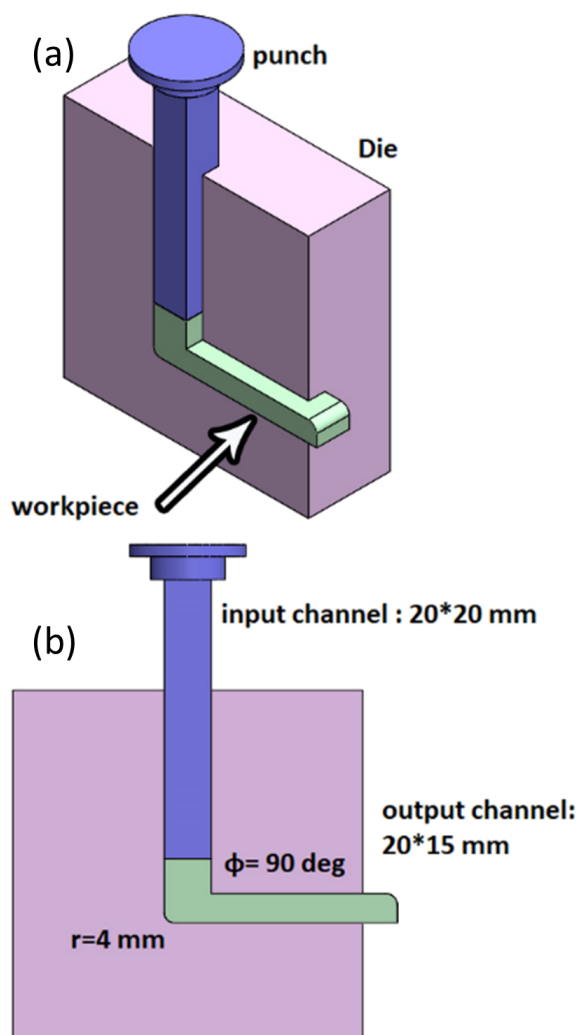 (a)
punch
Die
workpiece
(b)
input channel : 20*20 mm
output channel:
20*15 mm
ϕ= 90 deg
r=4 mm